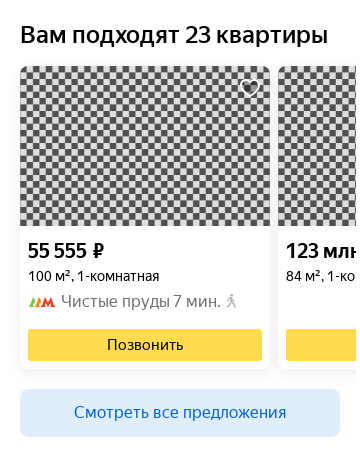 Вам подходят 23 квартиры
55 555 ₽
100 м², 1-комнатная
Чистые пруды 7 мин.
Позвонить
123 млн
84 м², 1-ко
Смотреть все предложения